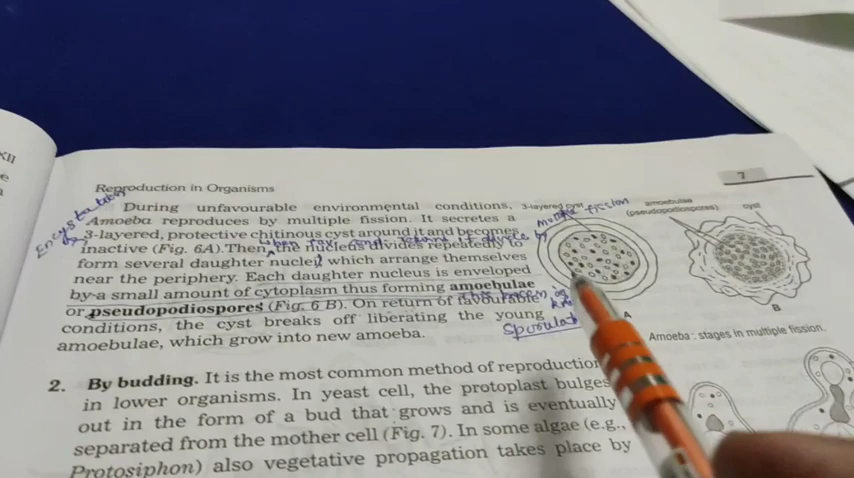 XII
e
Reproduction in Organisms
7
During unfavourable environmental conditions,
Amoeba reproduces by multiple fission. It secretes a
3-layered, protective chitinous cyst around it and becomes
inactive (Fig. 6A). Then, the nucleus divides repeatedly to
form several daughter nuclei, which arrange themselves
near the periphery. Each daughter nucleus is enveloped
by a small amount of cytoplasm thus forming amoebulae
or pseudopodiospores (Fig. 6 B). On return of favourable
conditions, the cyst breaks off liberating the young
amoebulae, which grow into new amoeba.
Encystation
multiple fission
3-layered cyst
amoebulae
(pseudopodiospores)
cyst
A
B
Amoeba : stages in multiple fission.
2. By budding. It is the most common method of reproduction
in lower organisms. In yeast cell, the protoplast bulges
out in the form of a bud that grows and is eventually
separated from the mother cell (Fig. 7). In some algae (e.g.,
Protosiphon) also vegetative propagation takes place by